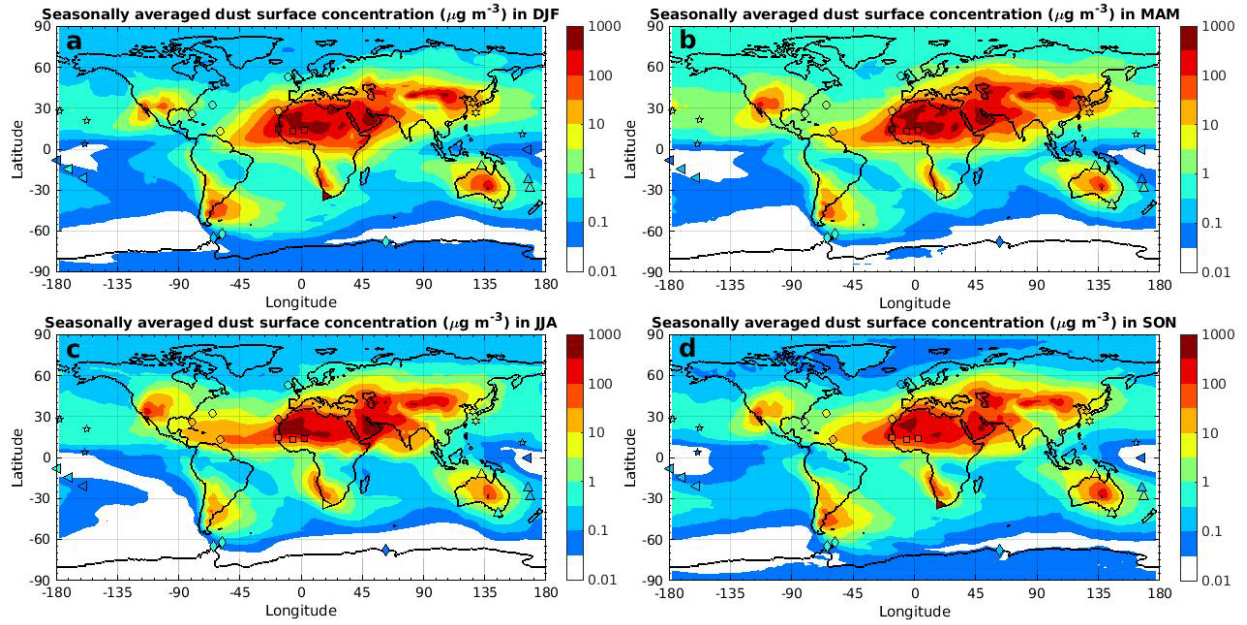 Seasonally averaged dust surface concentration (μg m⁻³) in DJF
a
90
60
30
0
-30
-60
-90
Latitude
-180 -135 -90 -45 0 45 90 135 180
Longitude
1000
100
10
1
0.1
0.01
Seasonally averaged dust surface concentration (μg m⁻³) in MAM
b
90
60
30
0
-30
-60
-90
Latitude
-180 -135 -90 -45 0 45 90 135 180
Longitude
1000
100
10
1
0.1
0.01
Seasonally averaged dust surface concentration (μg m⁻³) in JJA
c
90
60
30
0
-30
-60
-90
Latitude
-180 -135 -90 -45 0 45 90 135 180
Longitude
1000
100
10
1
0.1
0.01
Seasonally averaged dust surface concentration (μg m⁻³) in SON
d
90
60
30
0
-30
-60
-90
Latitude
-180 -135 -90 -45 0 45 90 135 180
Longitude
1000
100
10
1
0.1
0.01